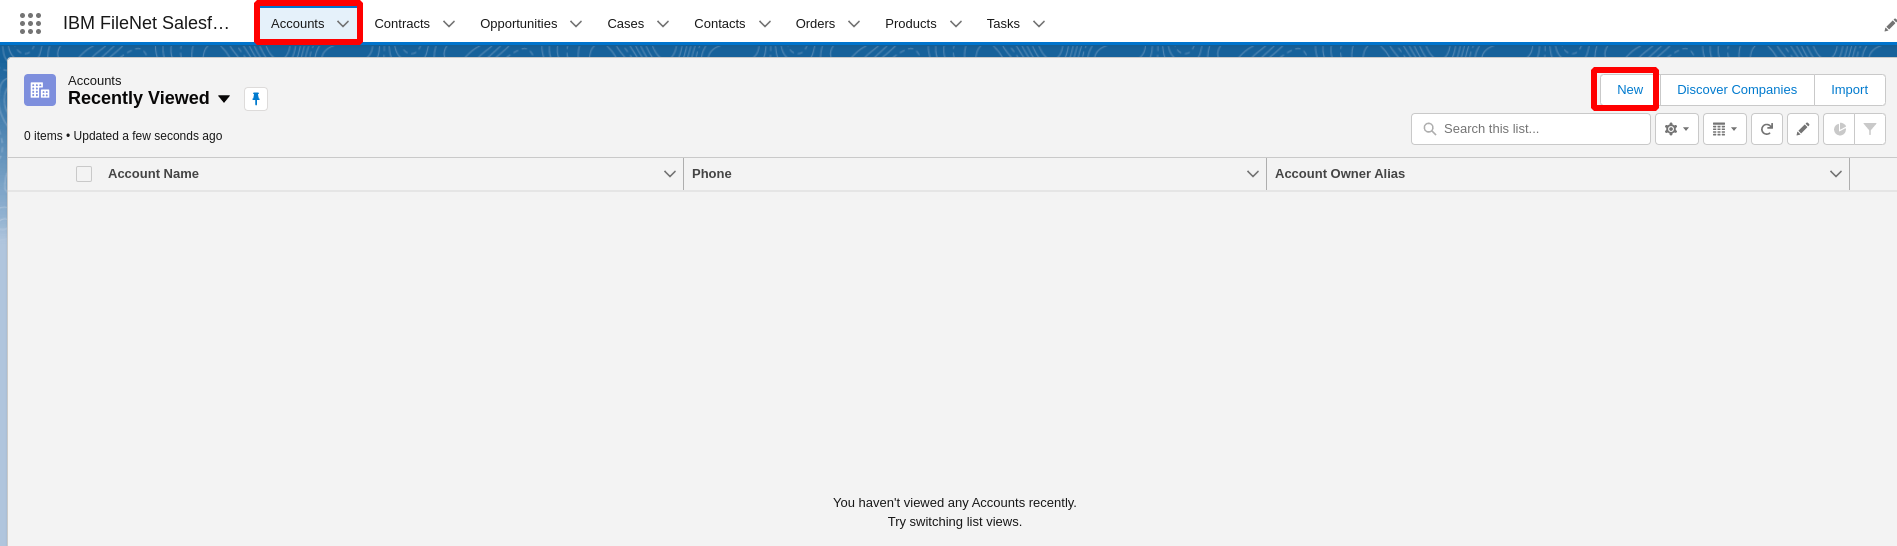 IBM FileNet Salesf... Accounts Contracts Opportunities Cases Contacts Orders Products Tasks
Accounts
Recently Viewed
New Discover Companies Import
0 items • Updated a few seconds ago
Search this list...
Account Name Phone Account Owner Alias
You haven't viewed any Accounts recently.
Try switching list views.